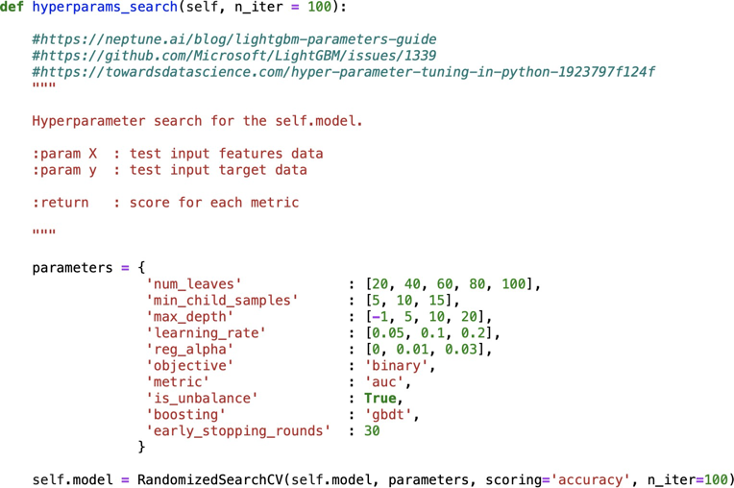 def hyperparams_search(self, n_iter = 100):
#https://neptune.ai/blog/lightgbm-parameters-guide
#https://github.com/Microsoft/LightGBM/issues/1339
#https://towardsdatascience.com/hyper-parameter-tuning-in-python-1923797f124f
"""
Hyperparameter search for the self.model.
:param X : test input features data
:param y : test input target data
:return : score for each metric
"""
parameters = {
'num_leaves' : [20, 40, 60, 80, 100],
'min_child_samples' : [5, 10, 15],
'max_depth' : [-1, 5, 10, 20],
'learning_rate' : [0.05, 0.1, 0.2],
'reg_alpha' : [0, 0.01, 0.03],
'objective' : 'binary',
'metric' : 'auc',
'is_unbalance' : True,
'boosting' : 'gbdt',
'early_stopping_rounds' : 30
}
self.model = RandomizedSearchCV(self.model, parameters, scoring='accuracy', n_iter=100)